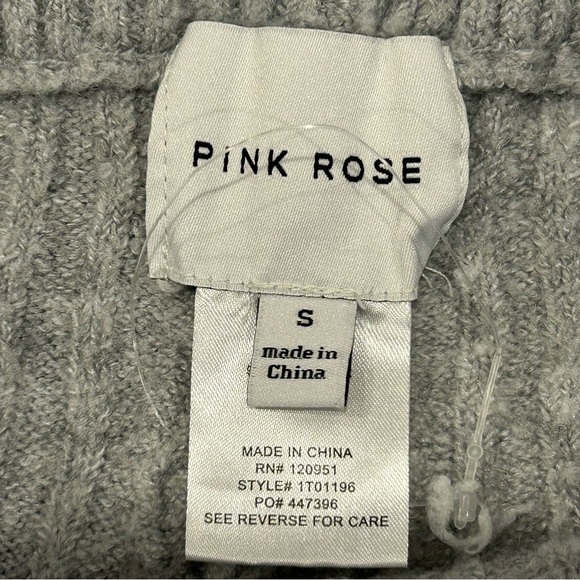 PINK ROSE
S
made in
China
MADE IN CHINA
RN# 120951
STYLE# 1T01196
PO# 447396
SEE REVERSE FOR CARE